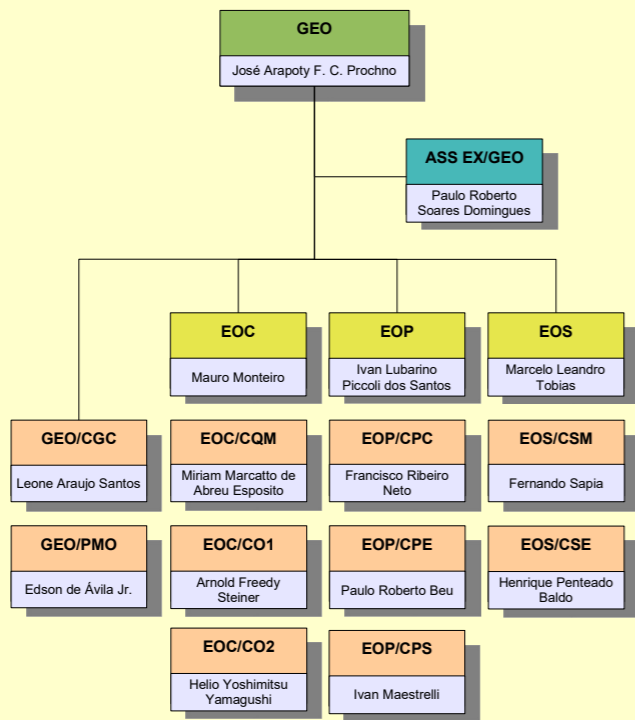 GEO
José Arapoty F. C. Prochno
ASS EX/GEO
Paulo Roberto
Soares Domingues
EOC
Mauro Monteiro
EOP
Ivan Lubarino
Piccoli dos Santos
EOS
Marcelo Leandro
Tobias
GEO/CGC
Leone Araujo Santos
EOC/CQM
Miriam Marcatto de
Abreu Esposito
EOP/CPC
Francisco Ribeiro
Neto
EOS/CSM
Fernando Sapia
GEO/PMO
Edson de Ávila Jr.
EOC/CO1
Arnold Freedy
Steiner
EOP/CPE
Paulo Roberto Beu
EOS/CSE
Henrique Penteado
Baldo
EOC/CO2
Helio Yoshimitsu
Yamagushi
EOP/CPS
Ivan Maestrelli